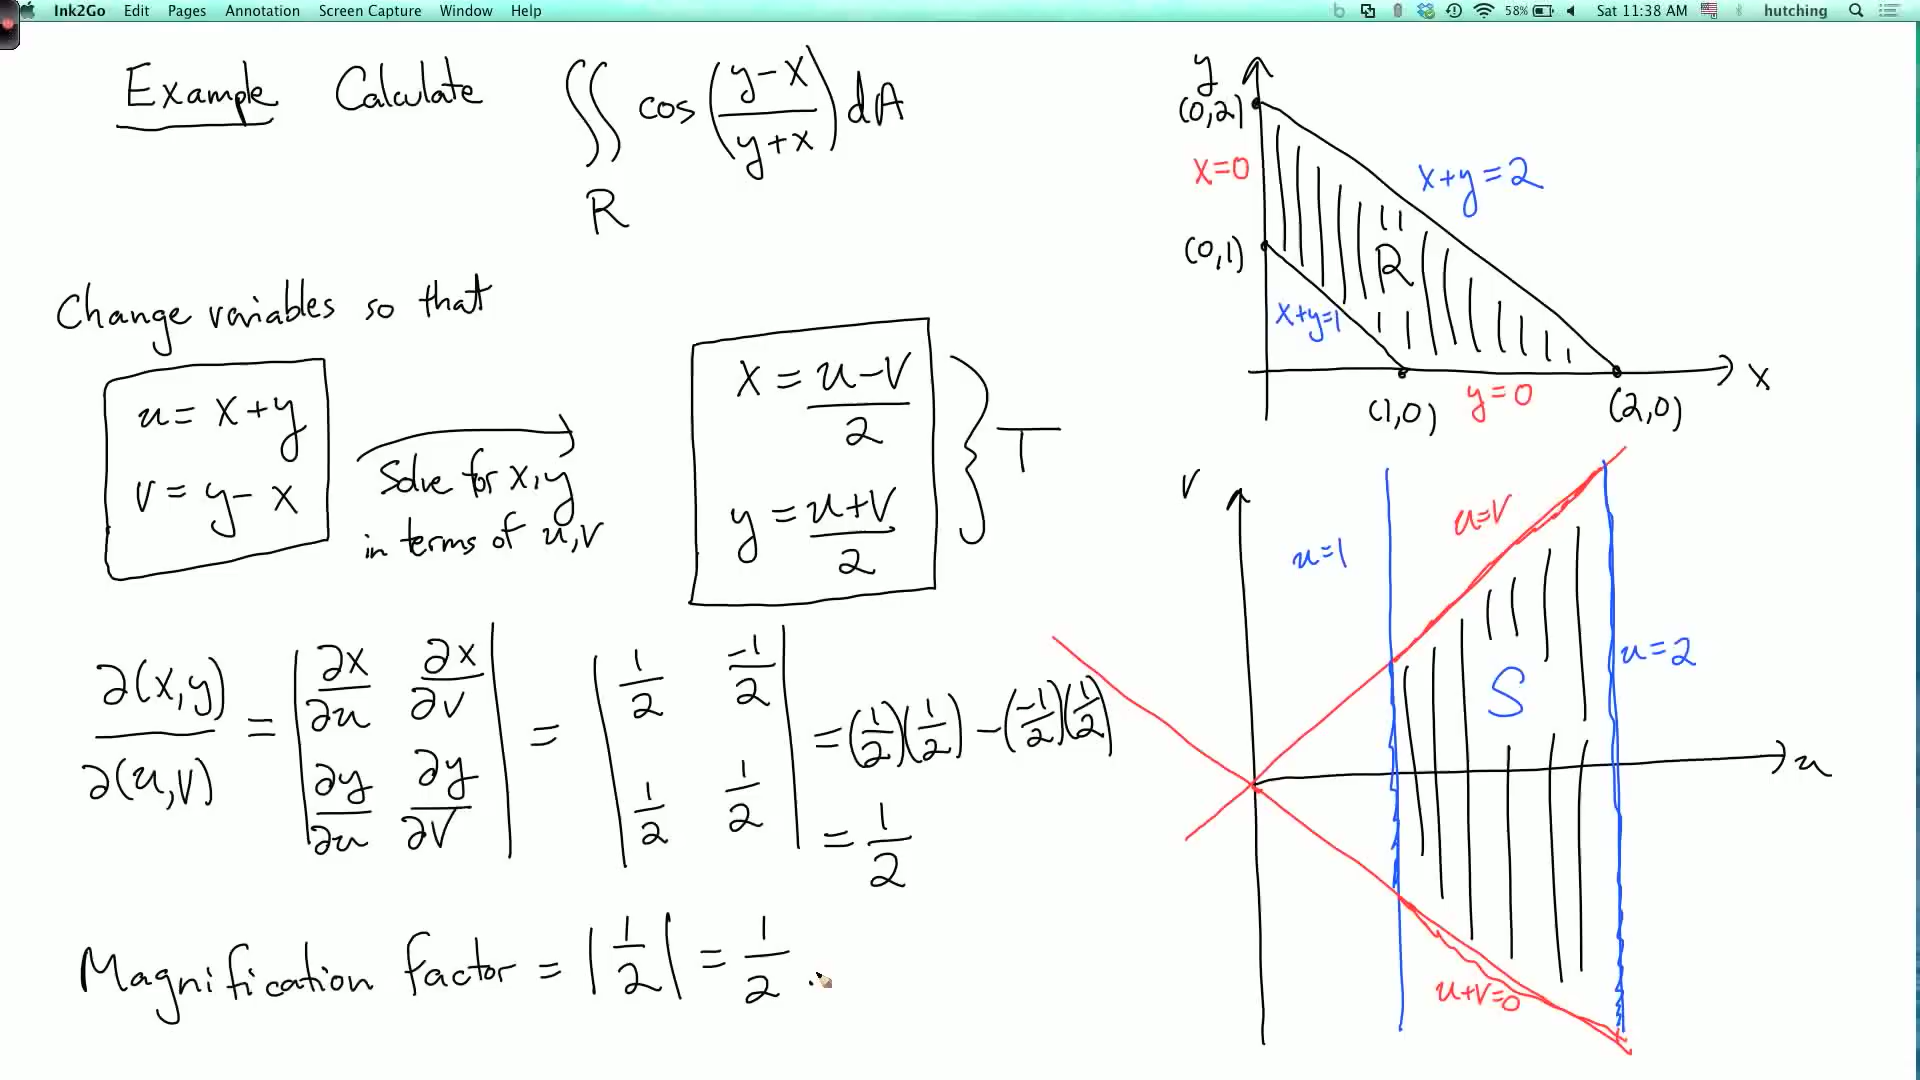 Ink2Go Edit Pages Annotation Screen Capture Window Help 58% Sat 11:38 AM hutching
Example Calculate ∬_R cos((y-x)/(y+x)) dA
Change variables so that
u = x+y
v = y-x
Solve for x,y
in terms of u,v
x = (u-v)/2
y = (u+v)/2
} T
∂(x,y)/∂(u,v) = |∂x/∂u ∂x/∂v; ∂y/∂u ∂y/∂v| = |1/2 -1/2; 1/2 1/2| = (1/2)(1/2) - (-1/2)(1/2)
= 1/2
Magnification factor = |1/2| = 1/2.
y
(0,2)
x=0
x+y=2
(0,1)
R
x+y=1
x
(1,0)
y=0
(2,0)
v
u=v
u=1
u=2
S
u
u+v=0